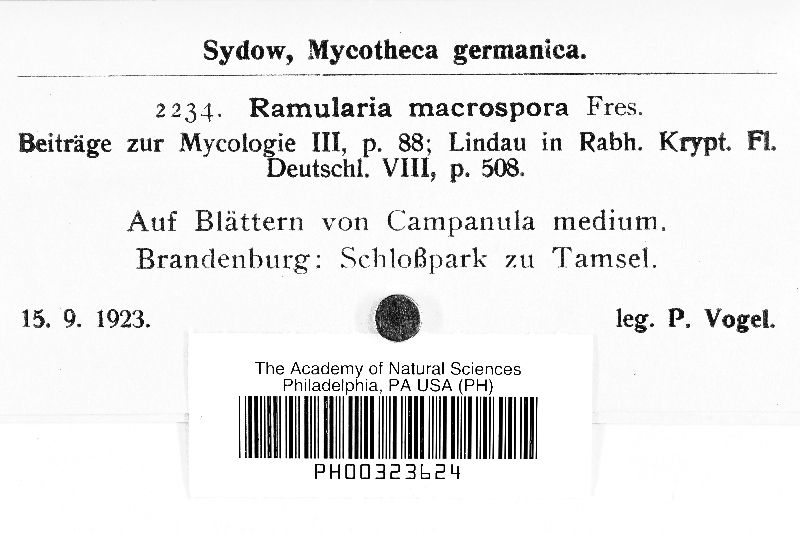 Sydow, Mycotheca germanica.
2234. Ramularia macrospora Fres.
Beiträge zur Mycologie III, p. 88; Lindau in Rabh. Krypt. Fl.
Deutschl. VIII, p. 508.
Auf Blättern von Campanula medium.
Brandenburg: Schloßpark zu Tamsel.
15. 9. 1923. leg. P. Vogel.
The Academy of Natural Sciences
Philadelphia, PA USA (PH)
PH00323624